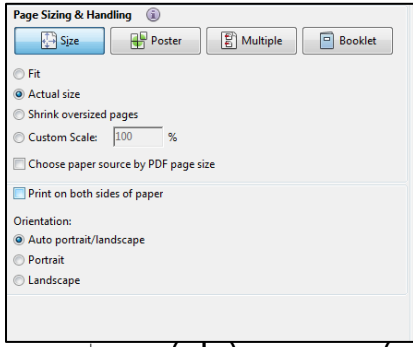 Page Sizing & Handling
Size Poster Multiple Booklet
Fit
Actual size
Shrink oversized pages
Custom Scale: 100 %
Choose paper source by PDF page size
Print on both sides of paper
Orientation:
Auto portrait/landscape
Portrait
Landscape